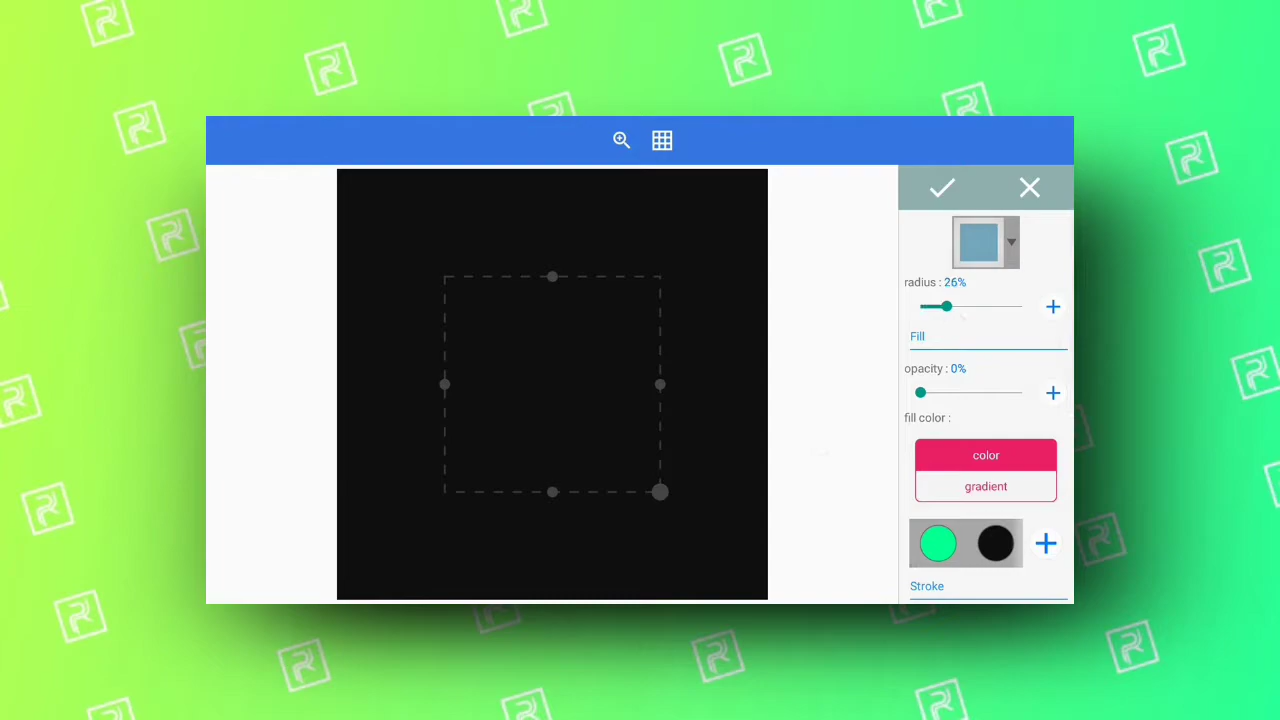 radius : 26%
Fill
opacity : 0%
fill color :
color
gradient
Stroke